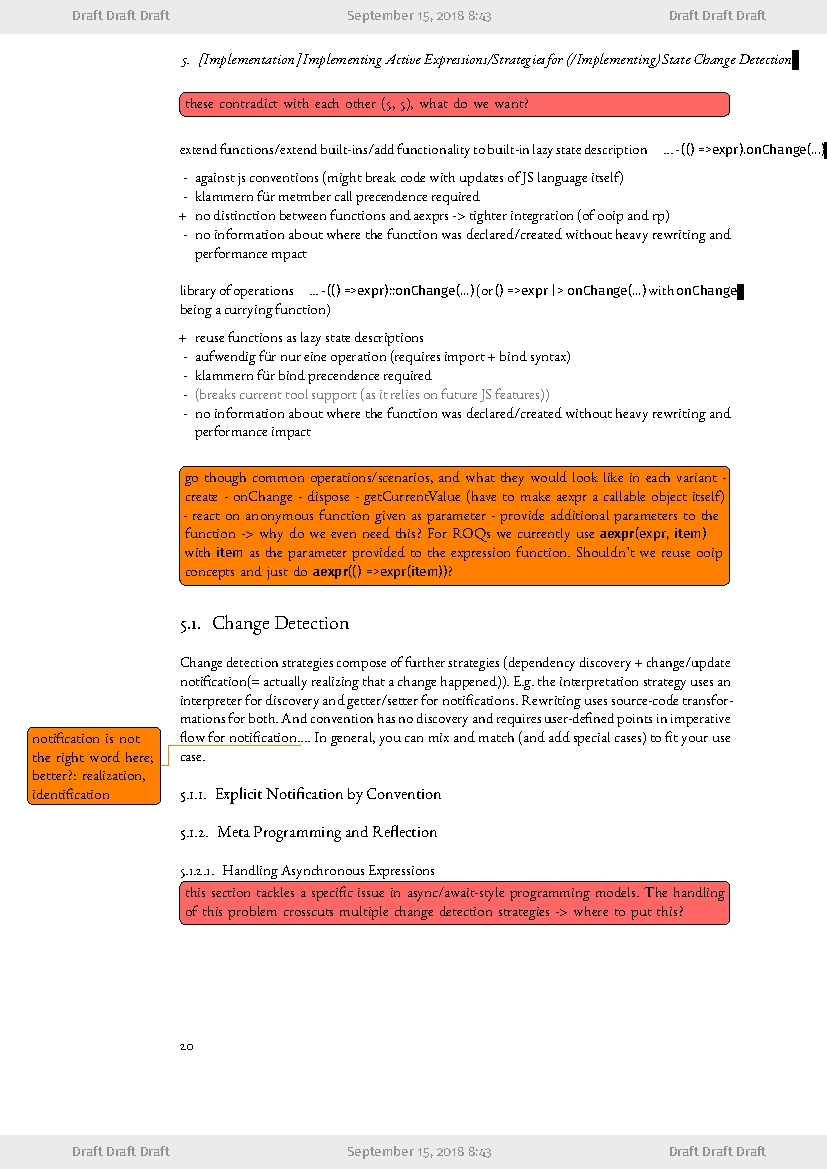 Draft Draft Draft September 15, 2018 8:43 Draft Draft Draft
5. [Implementation] Implementing Active Expressions/Strategies for (/Implementing) State Change Detection
these contradict with each other (5, 5), what do we want?
extend functions/extend built-ins/add functionality to built-in lazy state description ... -(() =>expr).onChange(...)
- against js conventions (might break code with updates of JS language itself)
- klammern für metmber call precendence required
+ no distinction between functions and aexprs -> tighter integration (of ooip and rp)
- no information about where the function was declared/created without heavy rewriting and
performance mpact
library of operations ... -(() =>expr)::onChange(...) (or () =>expr |> onChange(...) with onChange
being a currying function)
+ reuse functions as lazy state descriptions
- aufwendig für nur eine operation (requires import + bind syntax)
- klammern für bind precendence required
- (breaks current tool support (as it relies on future JS features))
- no information about where the function was declared/created without heavy rewriting and
performance impact
go though common operations/scenarios, and what they would look like in each variant -
create - onChange - dispose - getCurrentValue (have to make aexpr a callable object itself)
- react on anonymous function given as parameter - provide additional parameters to the
function -> why do we even need this? For ROQs we currently use aexpr(expr, item)
with item as the parameter provided to the expression function. Shouldn't we reuse ooip
concepts and just do aexpr(() =>expr(item))?
5.1. Change Detection
Change detection strategies compose of further strategies (dependency discovery + change/update
notification(= actually realizing that a change happened)). E.g. the interpretation strategy uses an
interpreter for discovery and getter/setter for notifications. Rewriting uses source-code transfor-
mations for both. And convention has no discovery and requires user-defined points in imperative
flow for notification.... In general, you can mix and match (and add special cases) to fit your use
case.
notification is not
the right word here;
better?: realization,
identification
5.1.1. Explicit Notification by Convention
5.1.2. Meta Programming and Reflection
5.1.2.1. Handling Asynchronous Expressions
this section tackles a specific issue in async/await-style programming models. The handling
of this problem crosscuts multiple change detection strategies -> where to put this?
20
Draft Draft Draft September 15, 2018 8:43 Draft Draft Draft